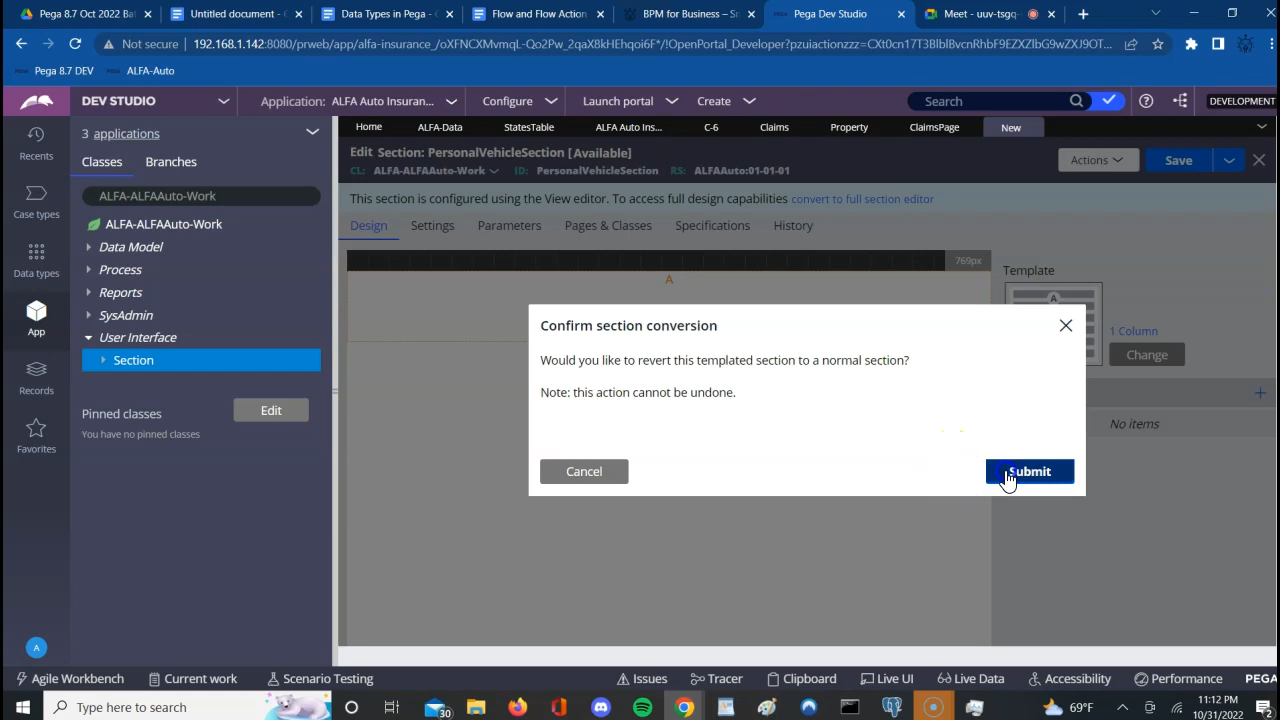 Pega 8.7 Oct 2022 Bat
Untitled document - G
Data Types in Pega - G
Flow and Flow Action
BPM for Business – Sn
Pega Dev Studio
Meet - uuv-tsgq-
Not secure
192.168.1.142:8080/prweb/app/alfa-insurance_/oXFNCXMvmqL-Qo2Pw_2qaX8kHEhqoi6F*/!OpenPortal_Developer?pzuiactionzzz=CXt0cn17T3BlblBvcnRhbF9EZXZlbG9wZXJ9OT...
Pega 8.7 DEV
ALFA-Auto
DEV STUDIO
Application: ALFA Auto Insuran...
Configure
Launch portal
Create
Search
DEVELOPMENT
3 applications
Home
ALFA-Data
StatesTable
ALFA Auto Ins...
C-6
Claims
Property
ClaimsPage
New
Recents
Classes
Branches
Edit Section: PersonalVehicleSection [Available]
CL: ALFA-ALFAAuto-Work ID: PersonalVehicleSection RS: ALFAAuto:01-01-01
Actions
Save
ALFA-ALFAAuto-Work
This section is configured using the View editor. To access full design capabilities convert to full section editor
Case types
ALFA-ALFAAuto-Work
Design
Settings
Parameters
Pages & Classes
Specifications
History
Data Model
Data types
Process
769px
Template
A
A
Reports
SysAdmin
App
User Interface
1 Column
Section
Change
Confirm section conversion
Would you like to revert this templated section to a normal section?
Note: this action cannot be undone.
Cancel
Submit
Records
Pinned classes
Edit
You have no pinned classes
No items
Favorites
A
Agile Workbench
Current work
Scenario Testing
Issues
Tracer
Clipboard
Live UI
Live Data
Accessibility
Performance
PEGA
Type here to search
30
69°F
11:12 PM
10/31/2022
2